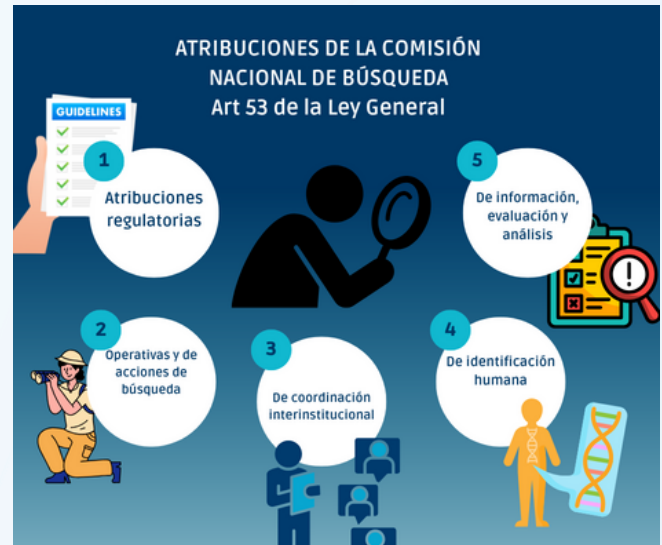 ATRIBUCIONES DE LA COMISIÓN
NACIONAL DE BÚSQUEDA
Art 53 de la Ley General
GUIDELINES
1
Atribuciones
regulatorias
2
Operativas y de
acciones de
búsqueda
3
De coordinación
interinstitucional
4
De identificación
humana
5
De información,
evaluación y
análisis